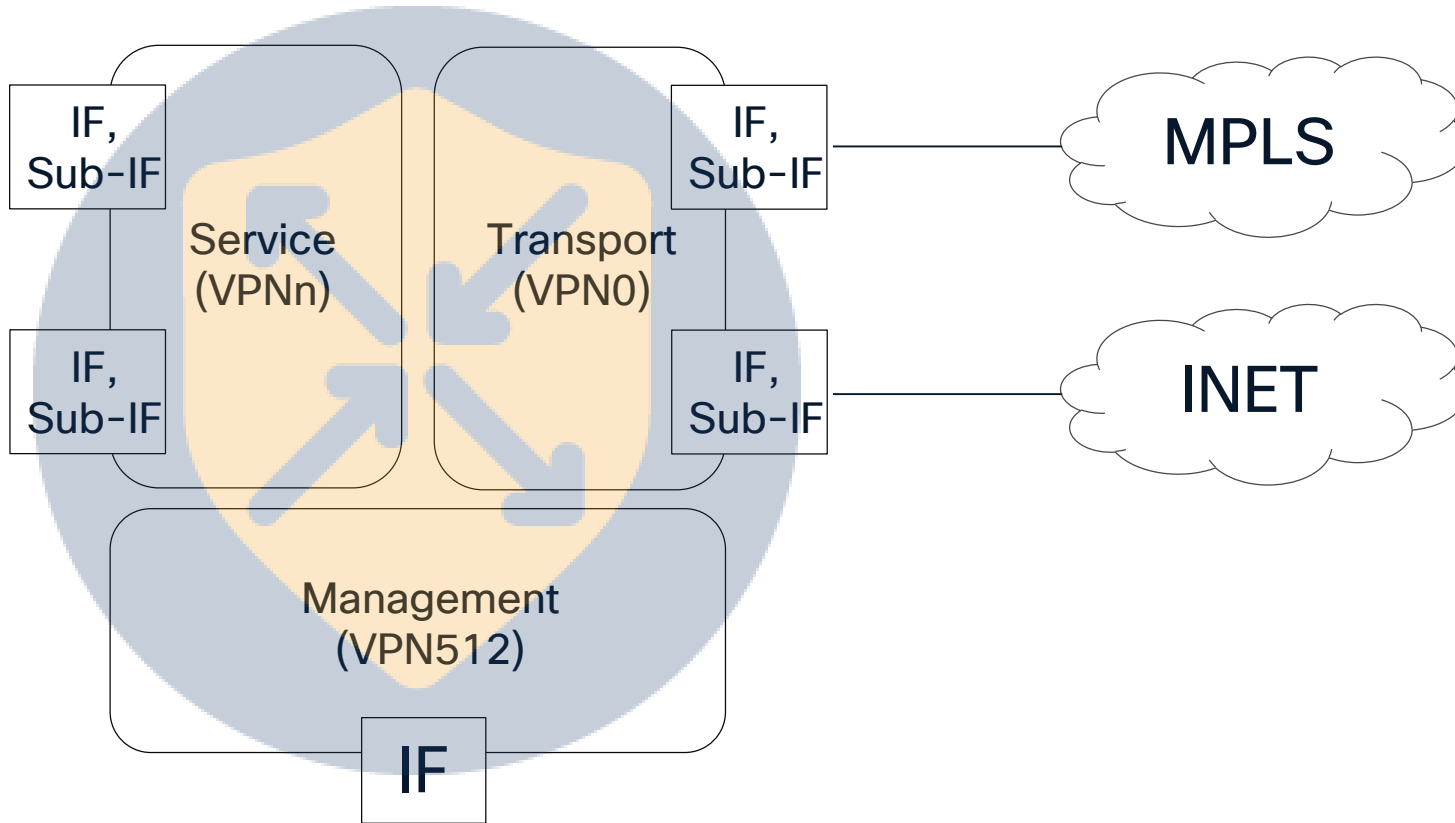 IF,
Sub-IF
Service
(VPNn)
IF,
Sub-IF
Transport
(VPN0)
IF,
Sub-IF
IF,
Sub-IF
MPLS
INET
Management
(VPN512)
IF